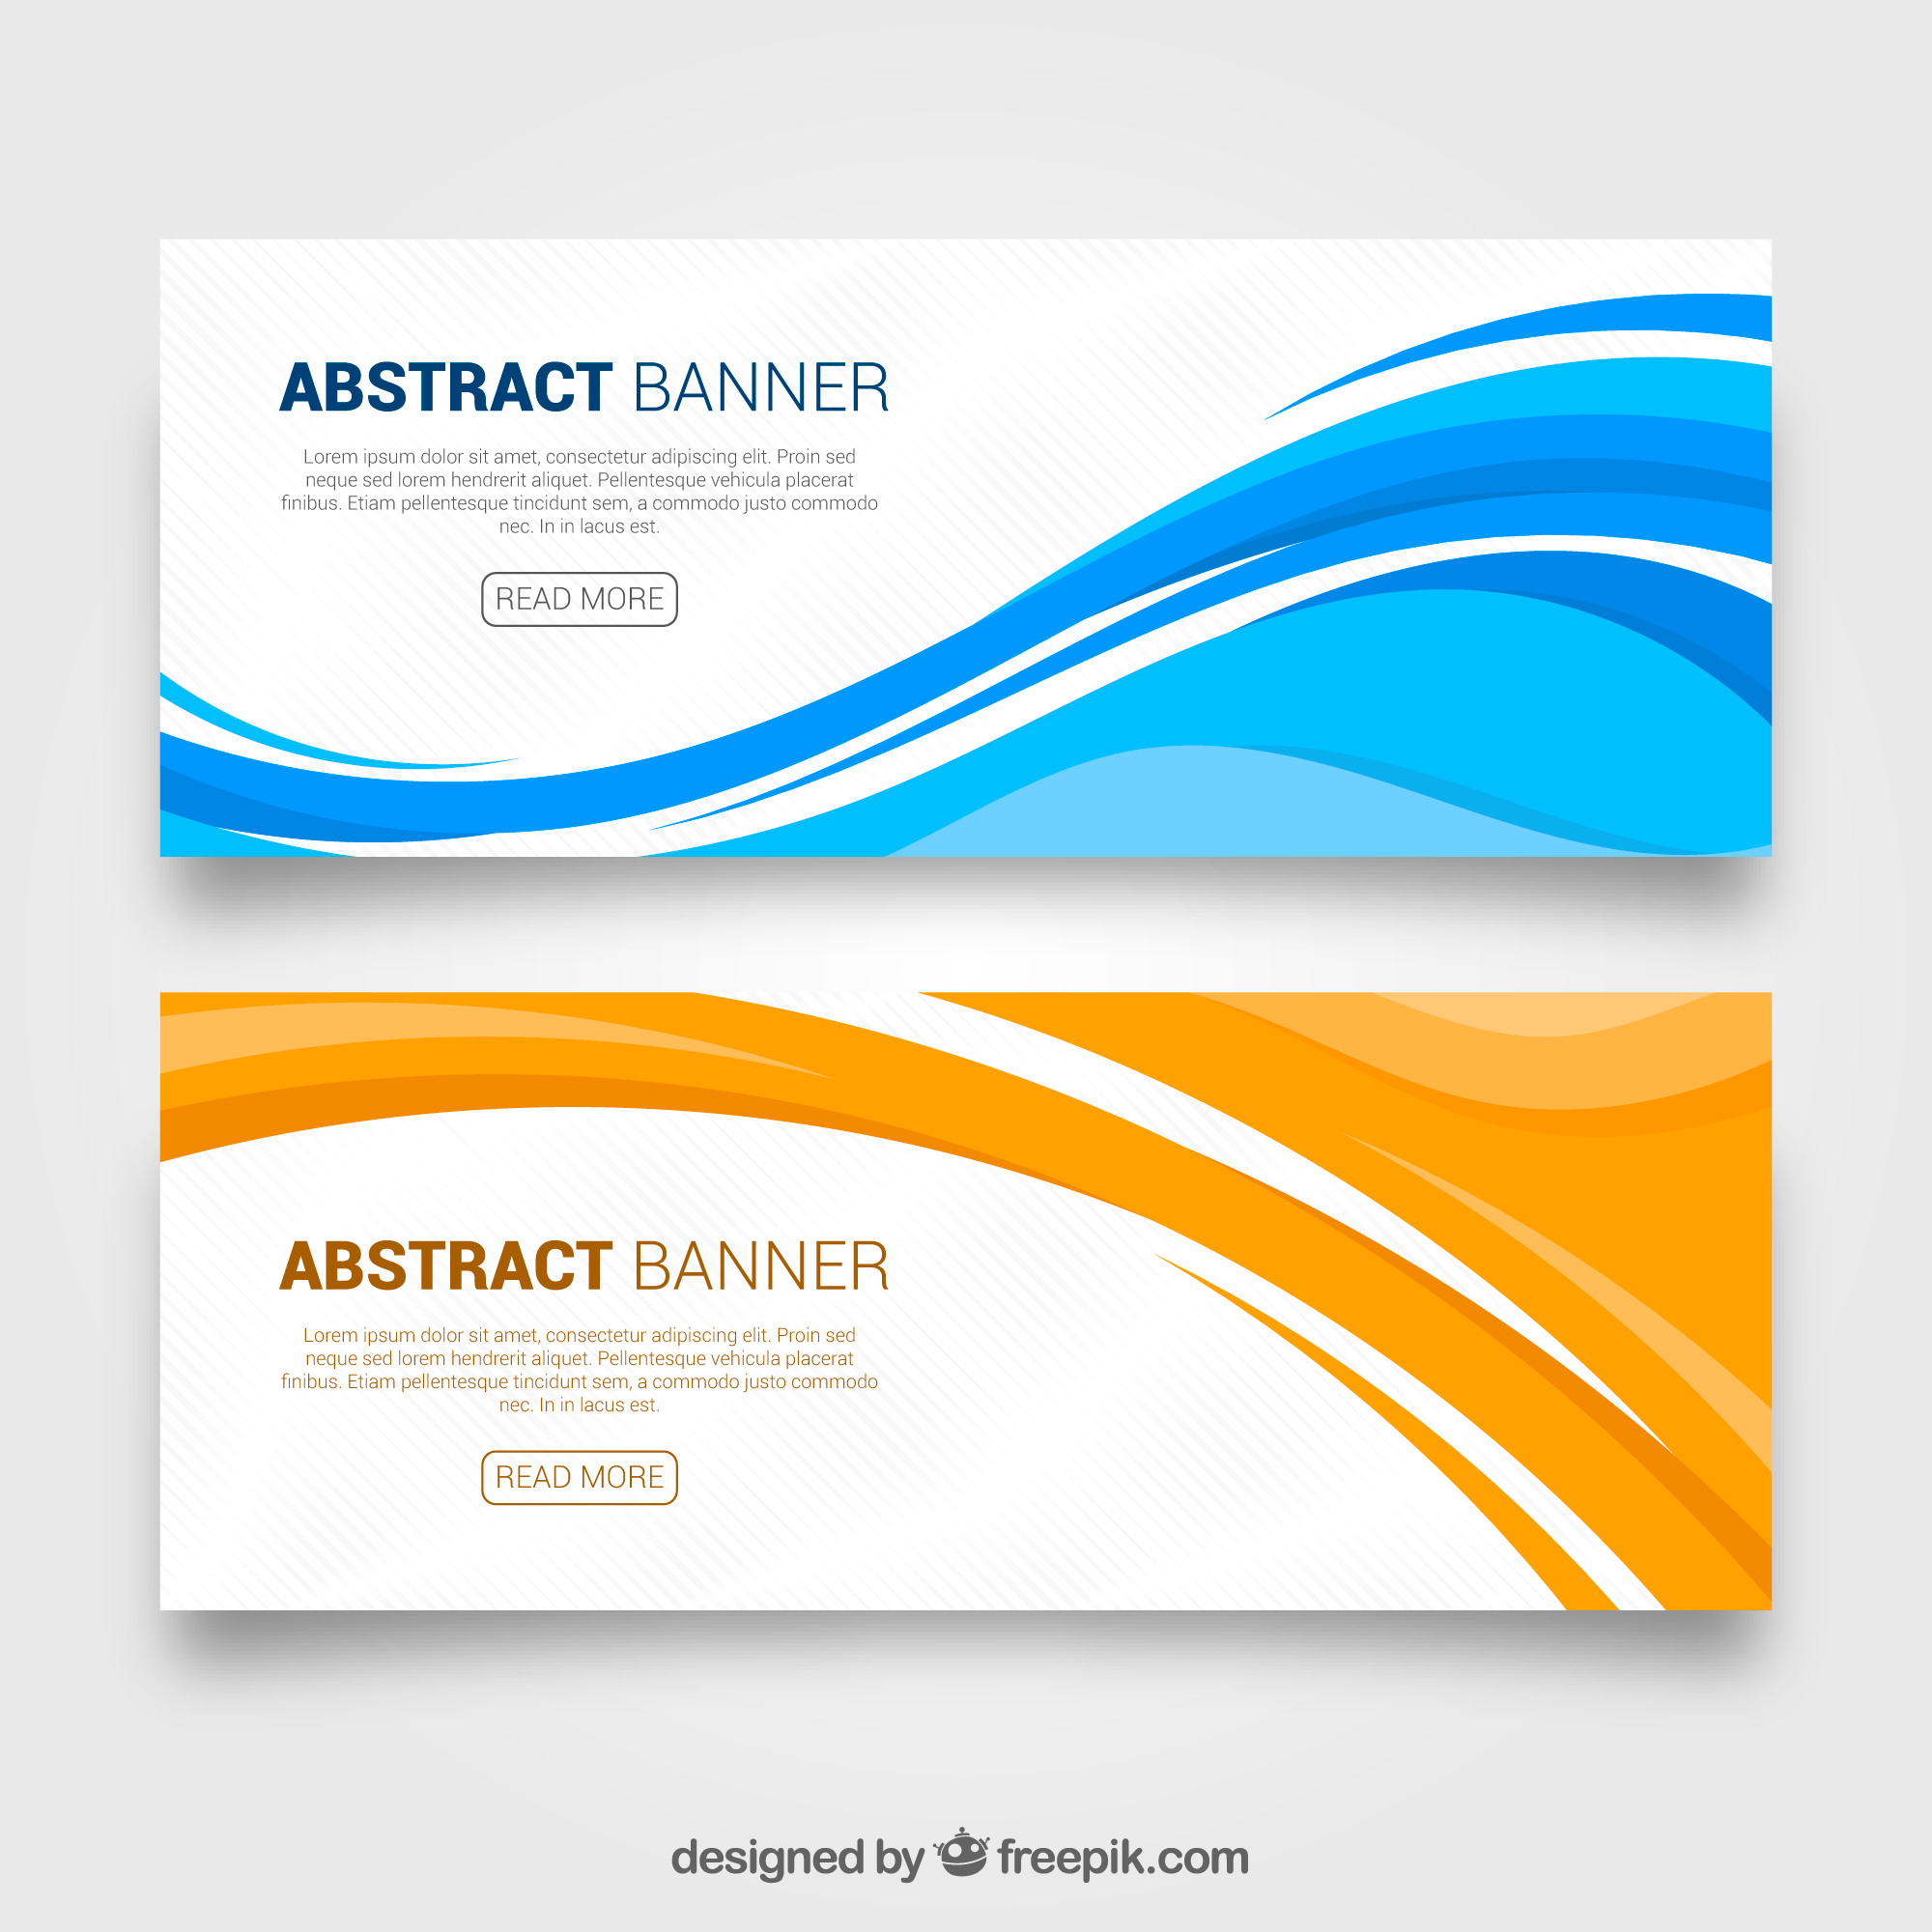 ABSTRACT BANNER
Lorem ipsum dolor sit amet, consectetur adipiscing elit. Proin sed
neque sed lorem hendrerit aliquet. Pellentesque vehicula placerat
finibus. Etiam pellentesque tincidunt sem, a commodo justo commodo
nec. In in lacus est.
READ MORE
ABSTRACT BANNER
Lorem ipsum dolor sit amet, consectetur adipiscing elit. Proin sed
neque sed lorem hendrerit aliquet. Pellentesque vehicula placerat
finibus. Etiam pellentesque tincidunt sem, a commodo justo commodo
nec. In in lacus est.
READ MORE
designed by freepik.com